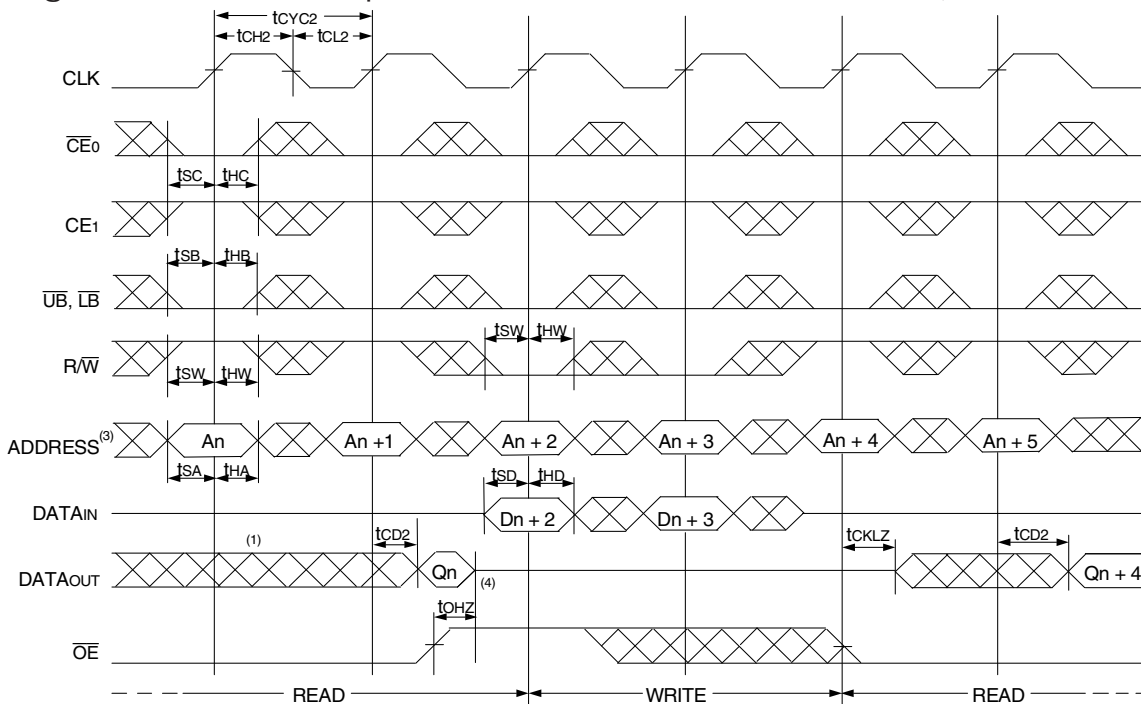 tCYC2
tCH2
tCL2
CLK
CE0
tSC
tHC
CE1
tSB
tHB
UB, LB
tSW
tHW
R/W
tSW
tHW
ADDRESS(3)
An
An +1
An + 2
An + 3
An + 4
An + 5
tSA
tHA
tSD
tHD
DATAIN
Dn + 2
Dn + 3
(1)
tCD2
tCKLZ
tCD2
DATAOUT
Qn
(4)
Qn + 4
tOHZ
OE
READ
WRITE
READ